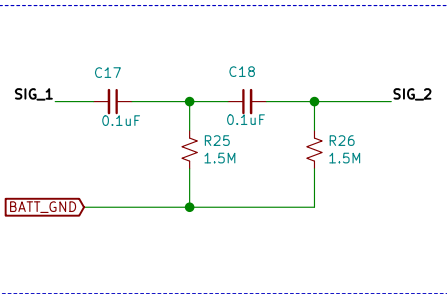 C17
C18
SIG_1
SIG_2
0.1uF
0.1uF
R25
1.5M
R26
1.5M
BATT_GND